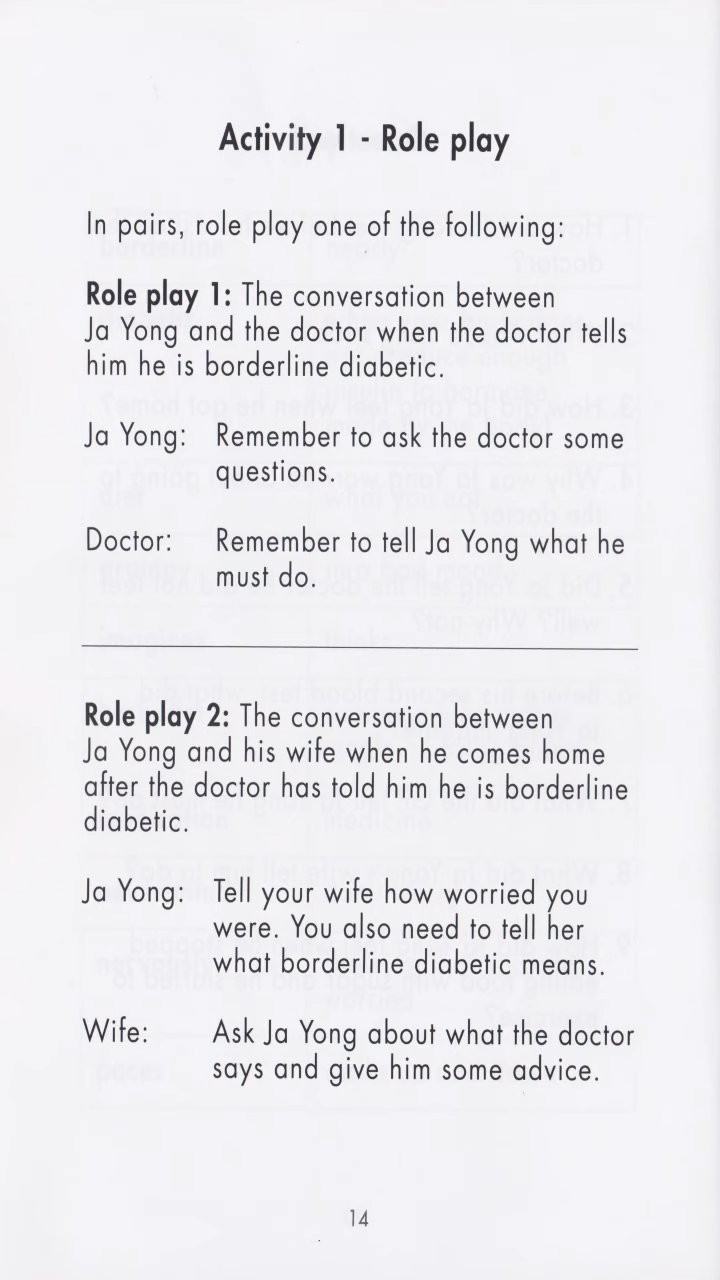 Activity 1 - Role play
In pairs, role play one of the following:
Role play 1: The conversation between
Ja Yong and the doctor when the doctor tells
him he is borderline diabetic.
Ja Yong: Remember to ask the doctor some
questions.
Doctor: Remember to tell Ja Yong what he
must do.
Role play 2: The conversation between
Ja Yong and his wife when he comes home
after the doctor has told him he is borderline
diabetic.
Ja Yong: Tell your wife how worried you
were. You also need to tell her
what borderline diabetic means.
Wife: Ask Ja Yong about what the doctor
says and give him some advice.
14